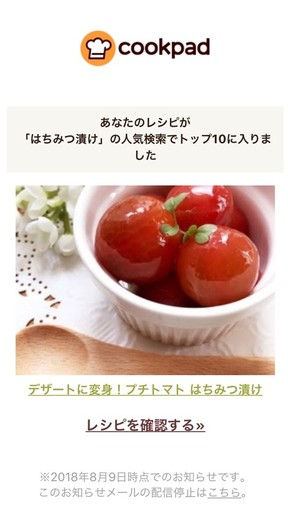 cookpad
あなたのレシピが
「はちみつ漬け」の人気検索でトップ10に入りま
した
デザートに変身！プチトマト はちみつ漬け
レシピを確認する»
※2018年8月9日時点でのお知らせです。
このお知らせメールの配信停止はこちら。